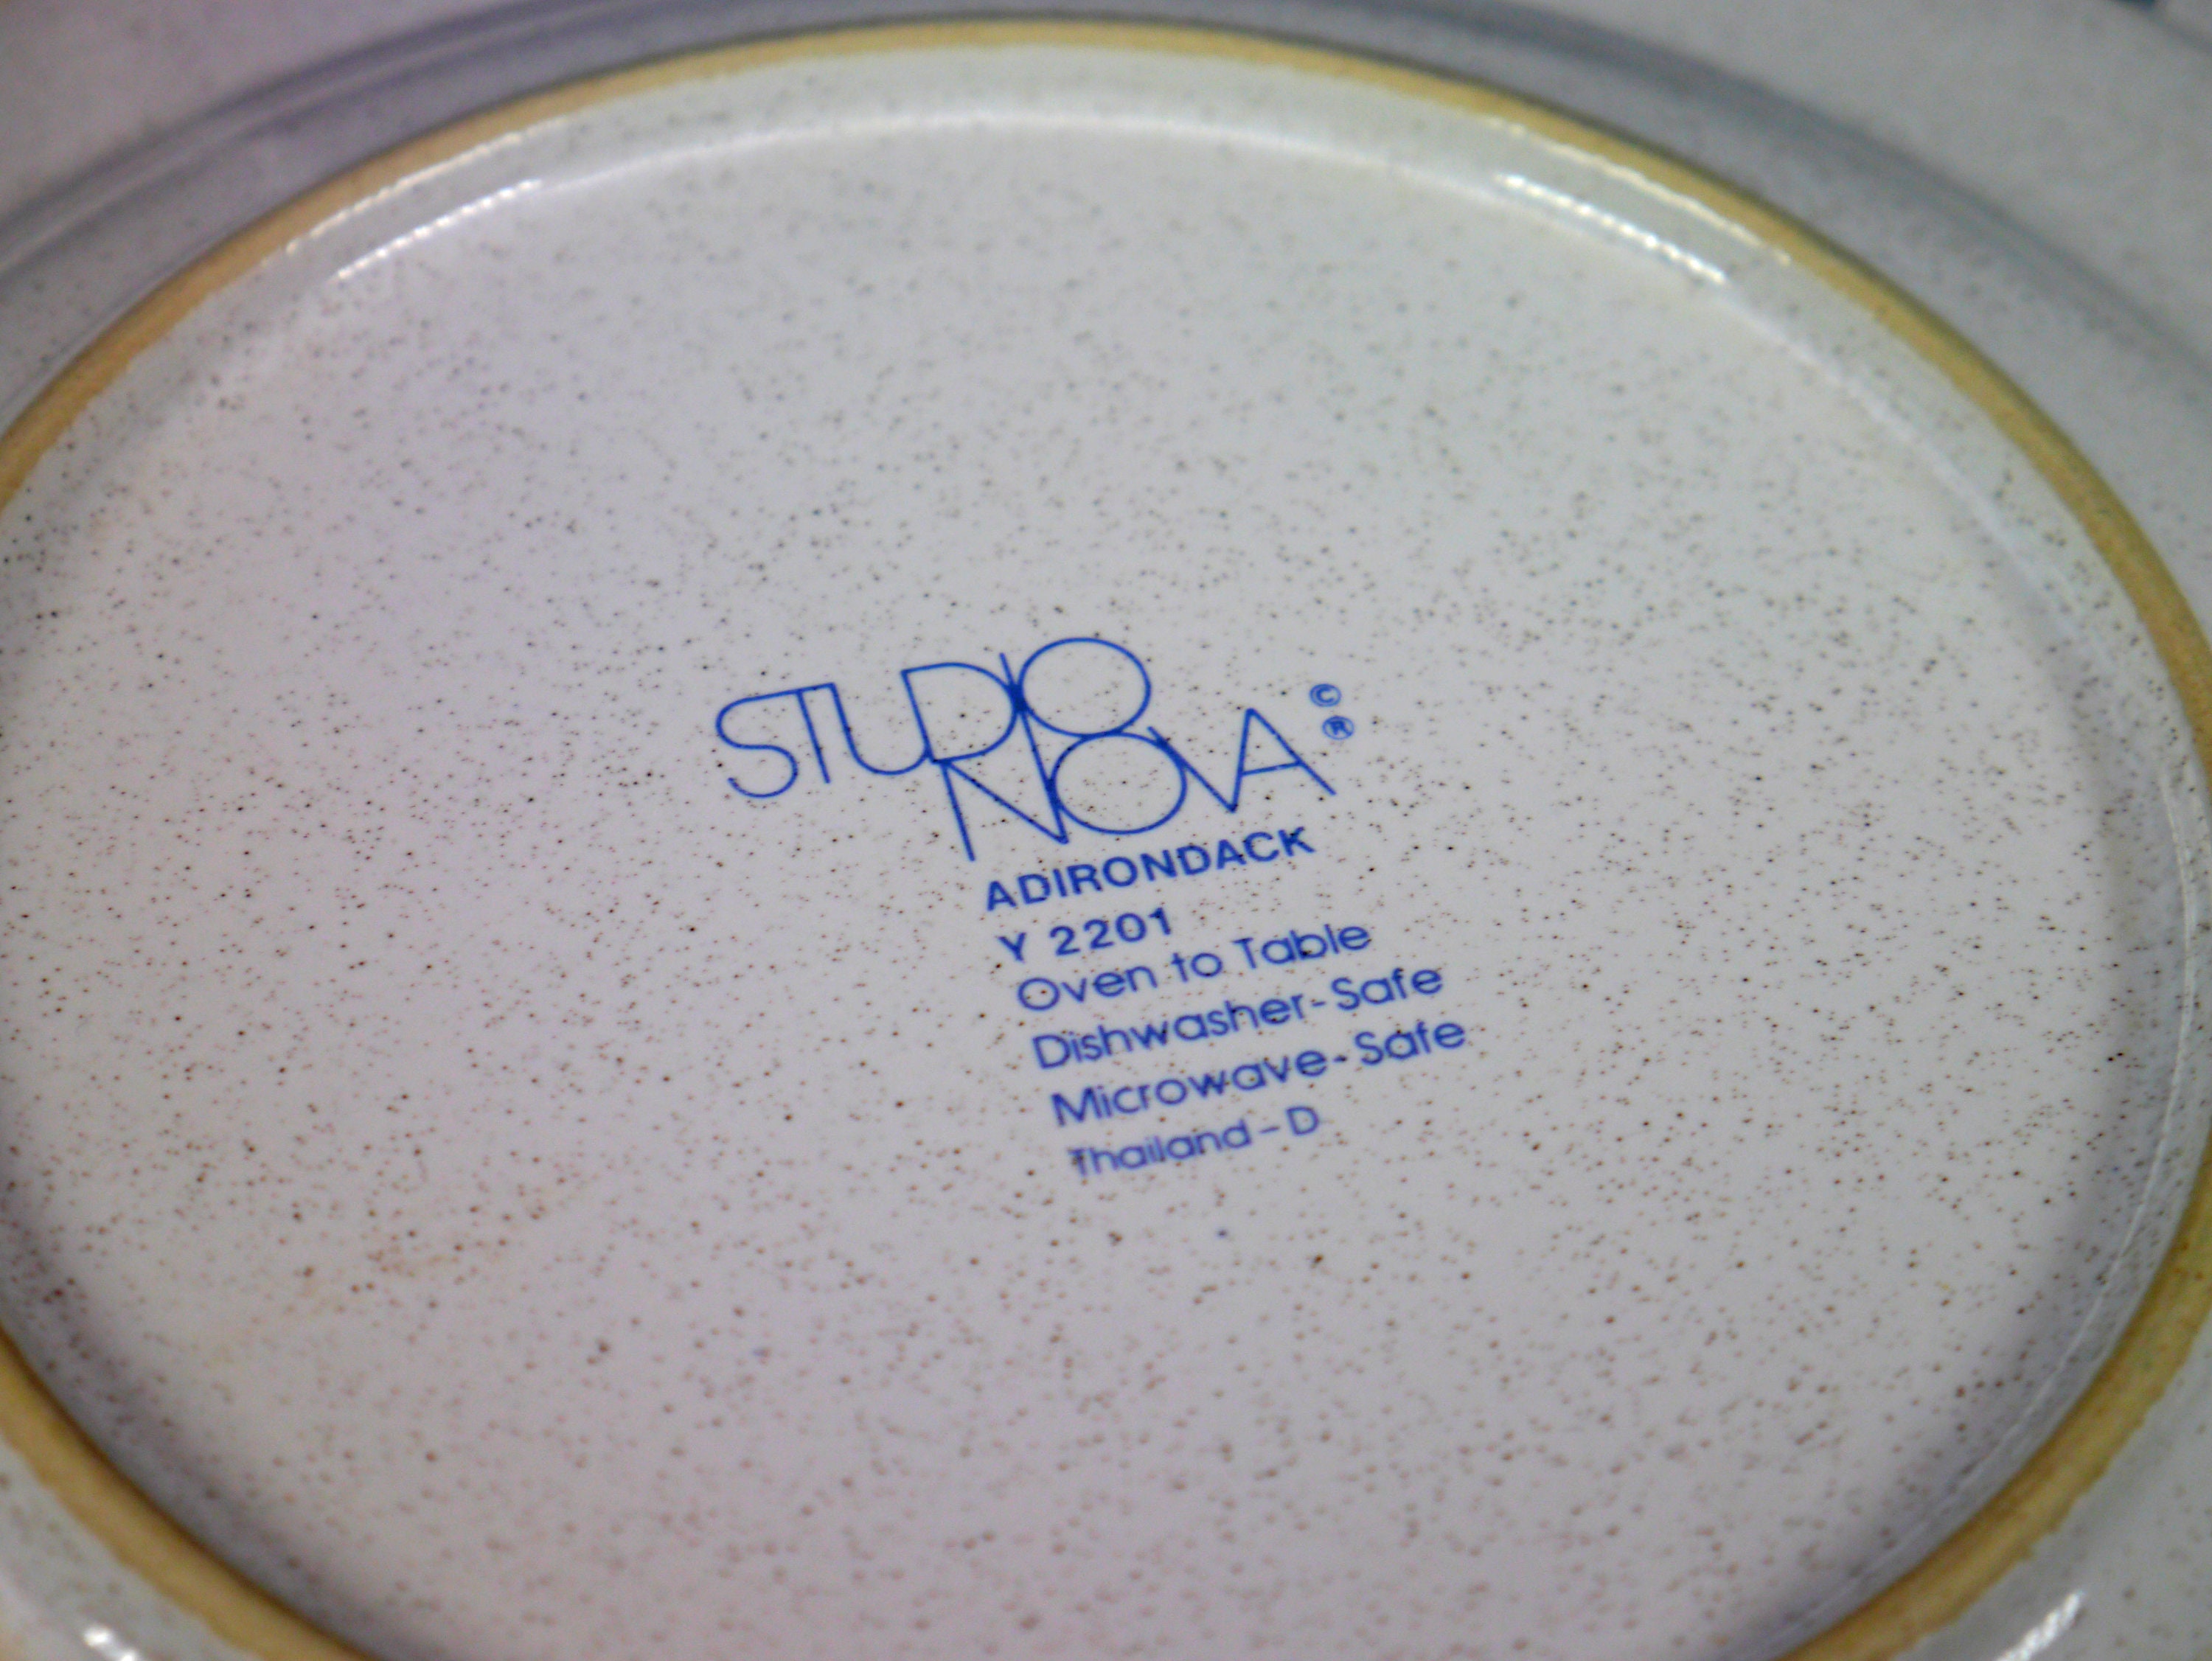 STUDIO
NOVA © ®
ADIRONDACK
Y 2201
Oven to Table
Dishwasher-Safe
Microwave-Safe
Thailand-D